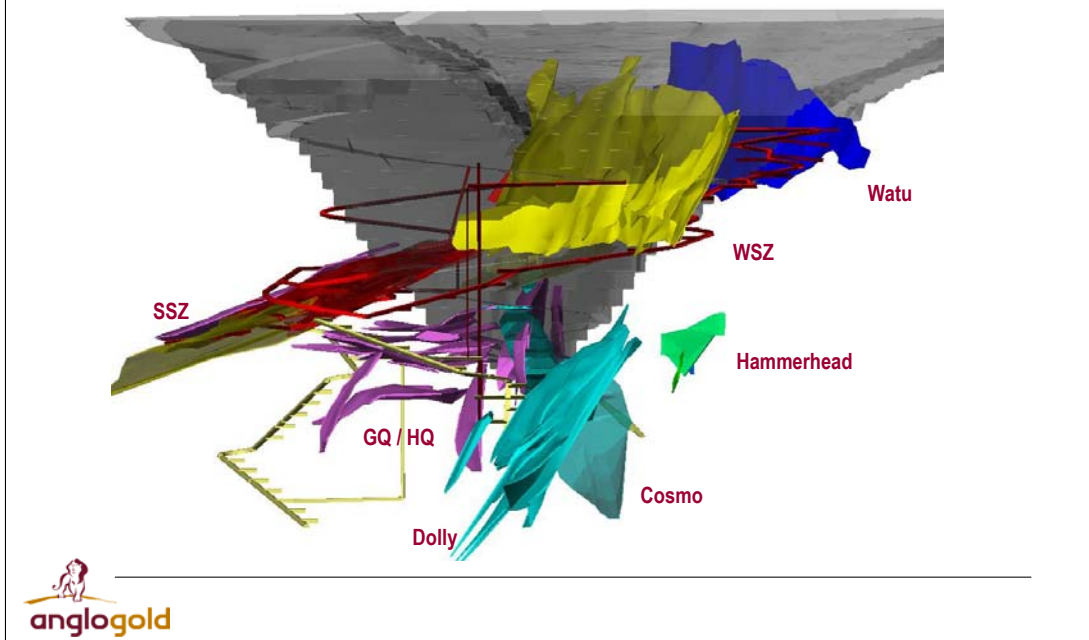 Watu
WSZ
SSZ
Hammerhead
GQ / HQ
Cosmo
Dolly
anglogold